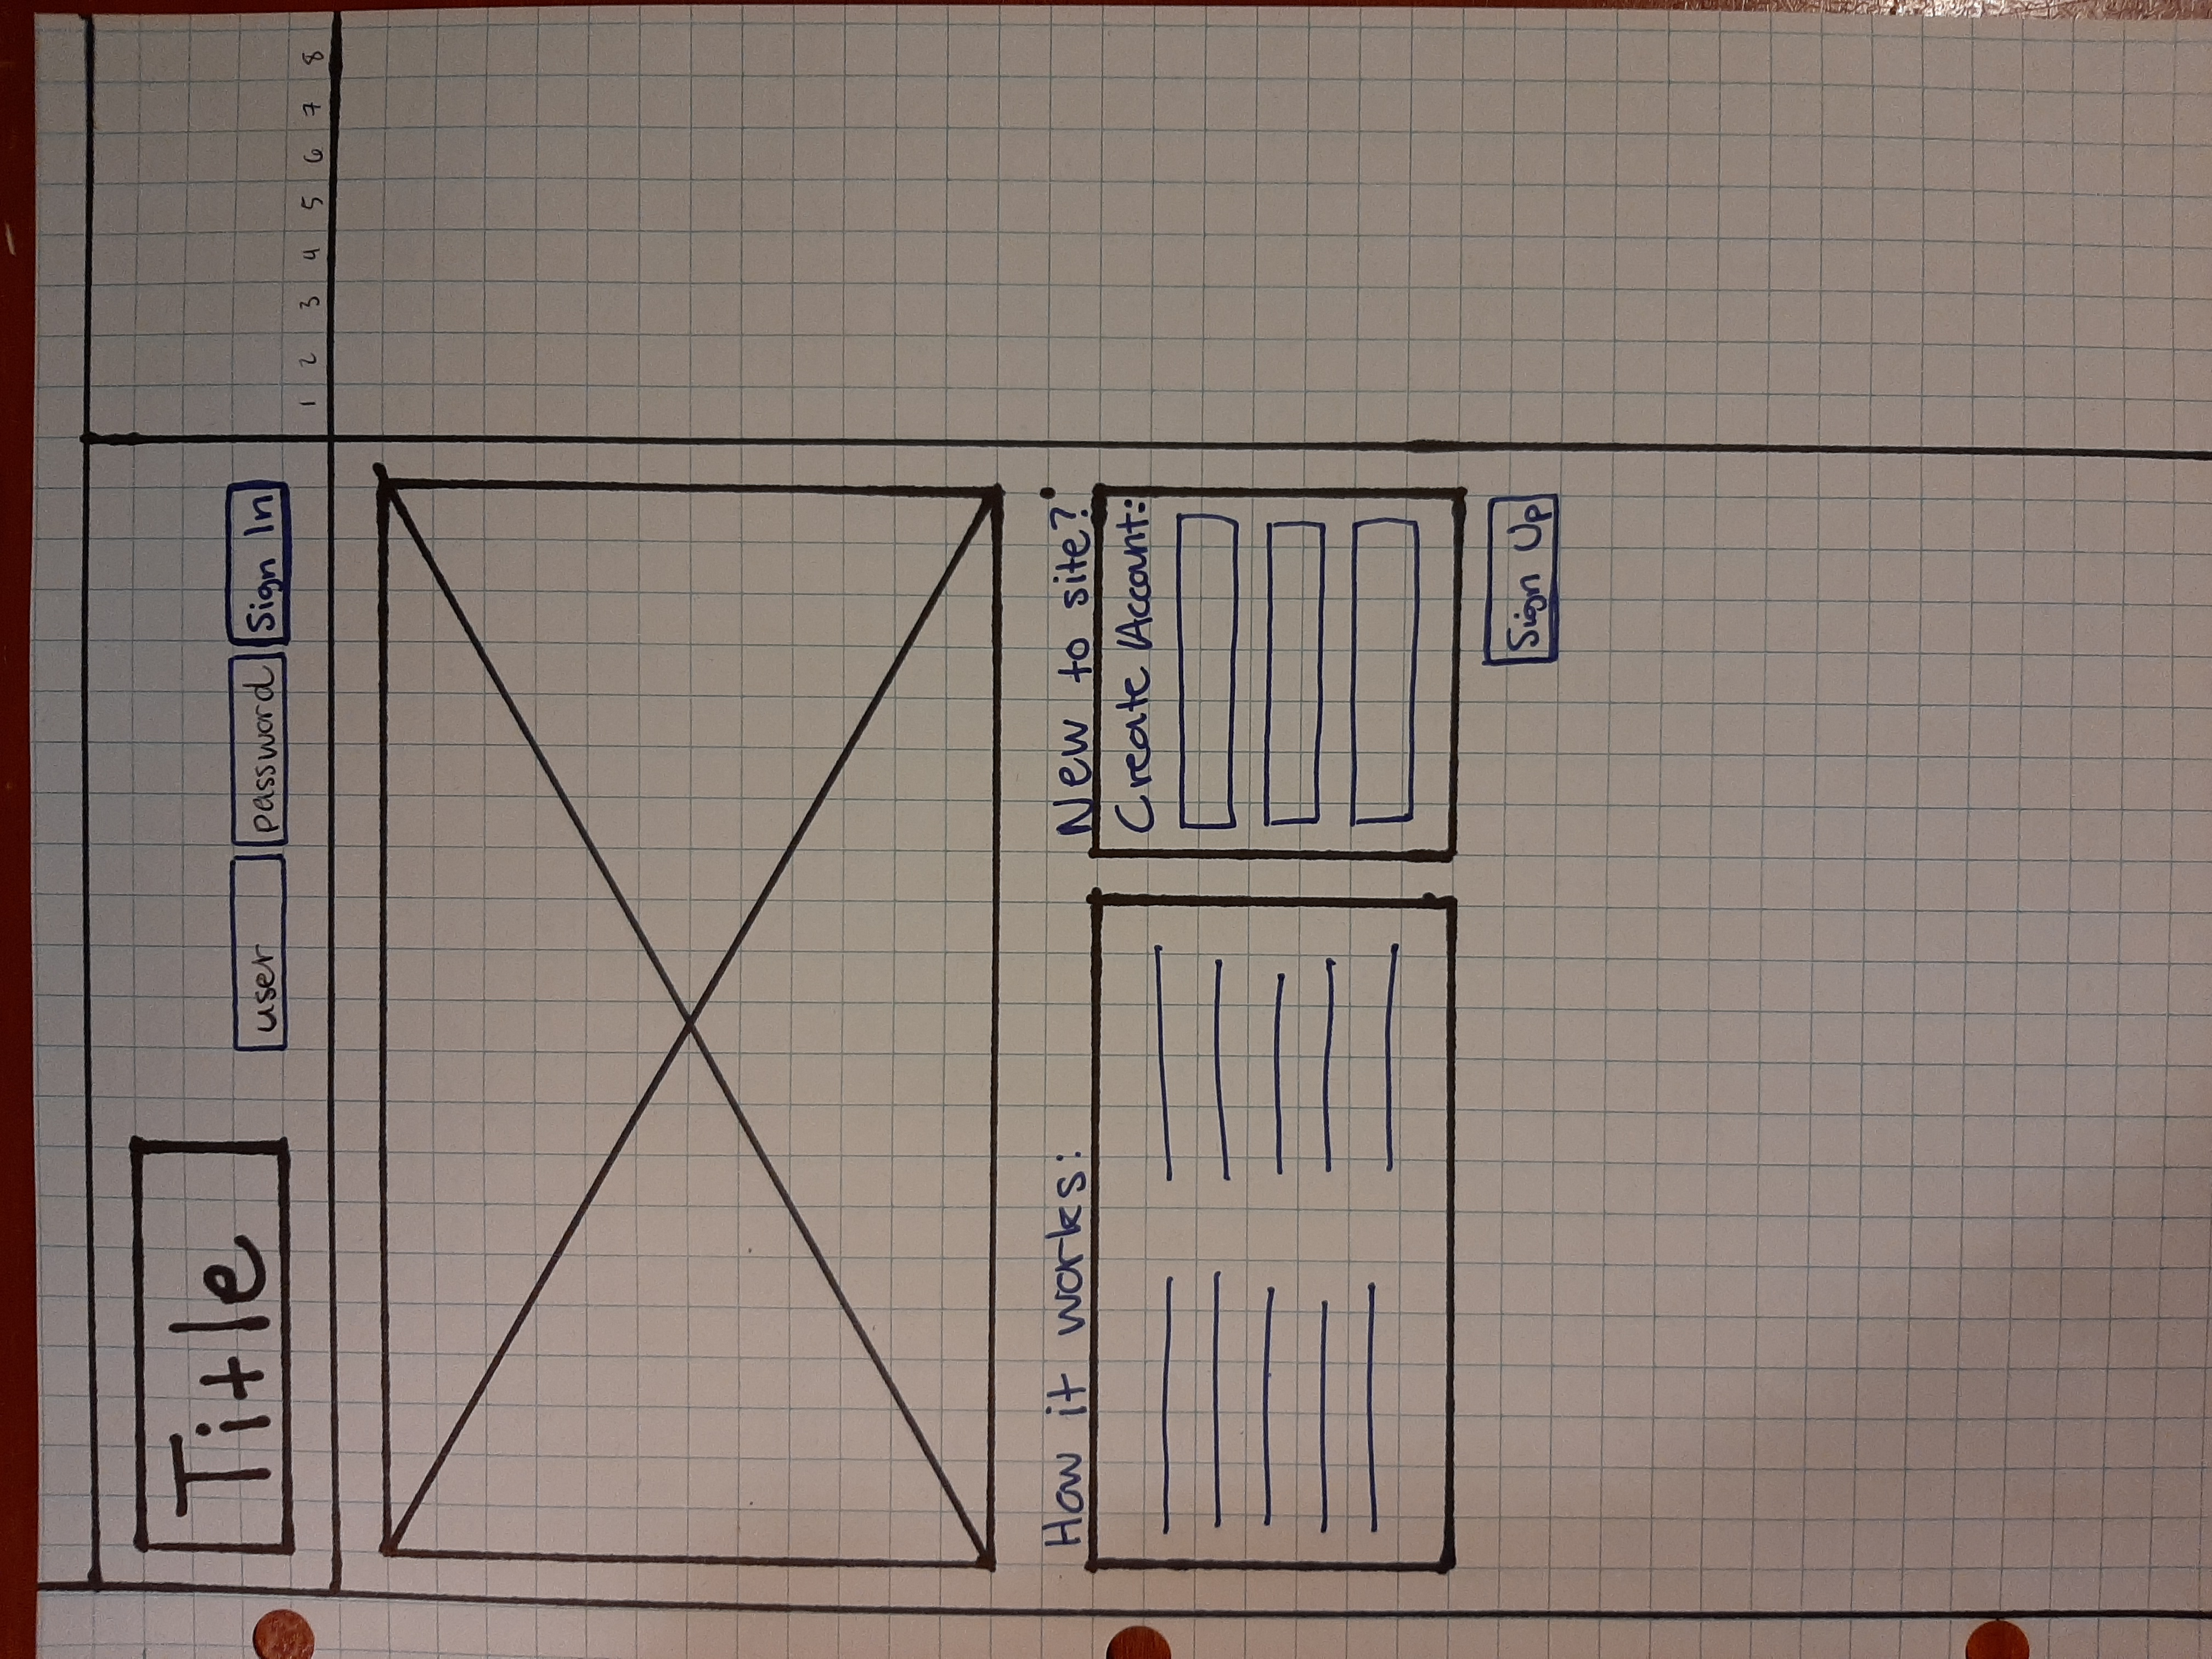 Title
user
password
Sign In
1 2 3 4 5 6 7 8
How it works:
New to site?
Create Account:
Sign Up